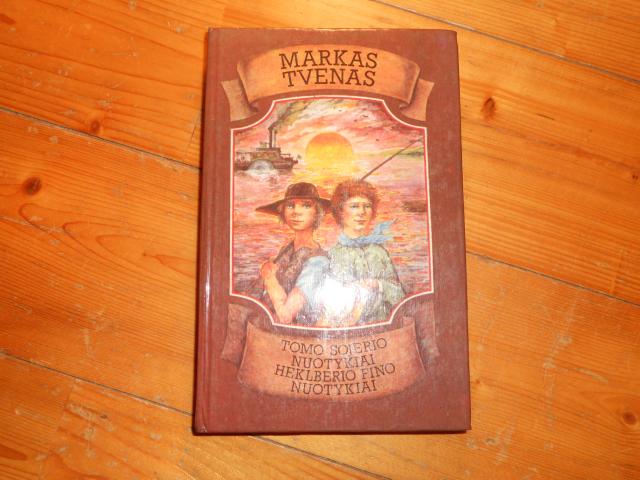 MARKAS
TVENAS
TOMO SOJERIO
NUOTYKIAI
HEKLBERIO FINO
NUOTYKIAI